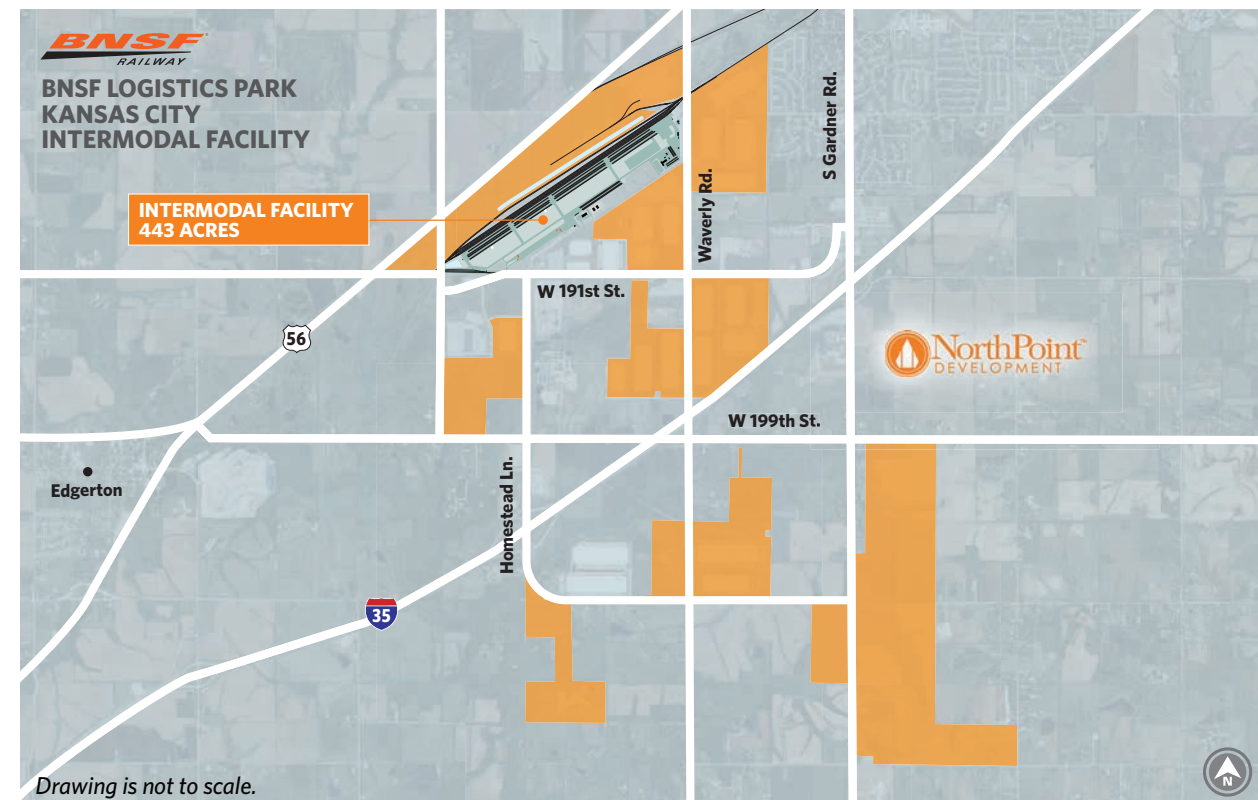 BNSF
RAILWAY
BNSF LOGISTICS PARK
KANSAS CITY
INTERMODAL FACILITY
INTERMODAL FACILITY
443 ACRES
S Gardner Rd.
Waverly Rd.
W 191st St.
56
NorthPoint™
DEVELOPMENT
W 199th St.
Edgerton
Homestead Ln.
35
Drawing is not to scale.
N